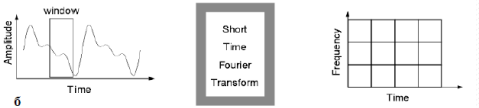 window
Amplitude
Time
б
Short
Time
Fourier
Transform
Frequency
Time